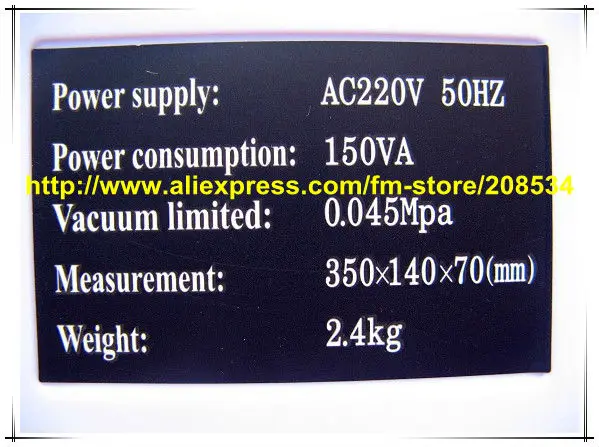 Power supply: AC220V 50HZ
Power consumption: 150VA
http://www.aliexpress.com/fm-store/208534
Vacuum limited: 0.045Mpa
Measurement: 350×140×70(mm)
Weight: 2.4kg